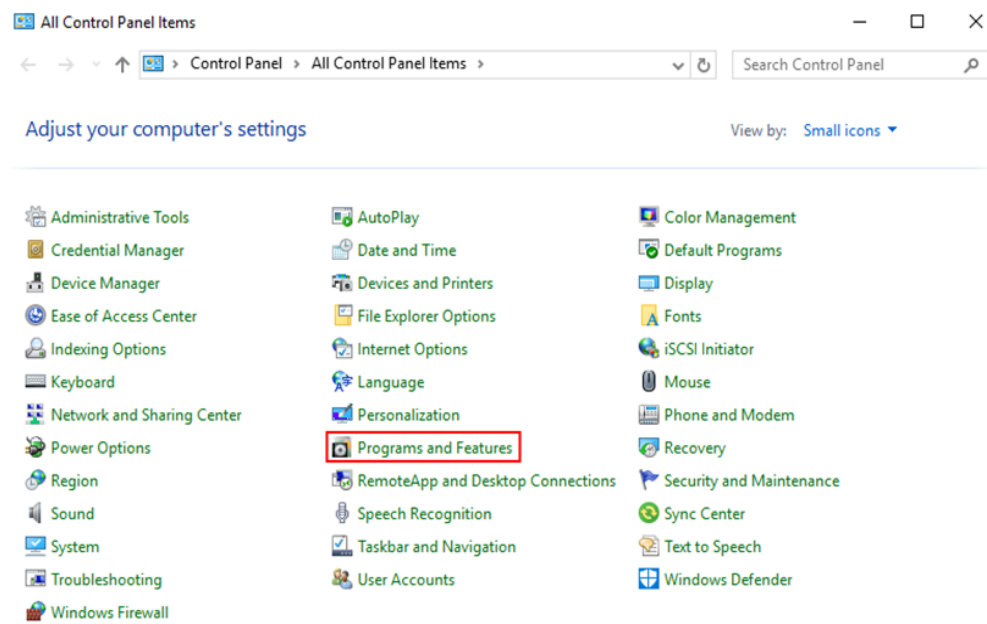 All Control Panel Items
Control Panel > All Control Panel Items >
Search Control Panel
Adjust your computer's settings
View by: Small icons
Administrative Tools
AutoPlay
Color Management
Credential Manager
Date and Time
Default Programs
Device Manager
Devices and Printers
Display
Ease of Access Center
File Explorer Options
Fonts
Indexing Options
Internet Options
iSCSI Initiator
Keyboard
Language
Mouse
Network and Sharing Center
Personalization
Phone and Modem
Power Options
Programs and Features
Recovery
Region
RemoteApp and Desktop Connections
Security and Maintenance
Sound
Speech Recognition
Sync Center
System
Taskbar and Navigation
Text to Speech
Troubleshooting
User Accounts
Windows Defender
Windows Firewall